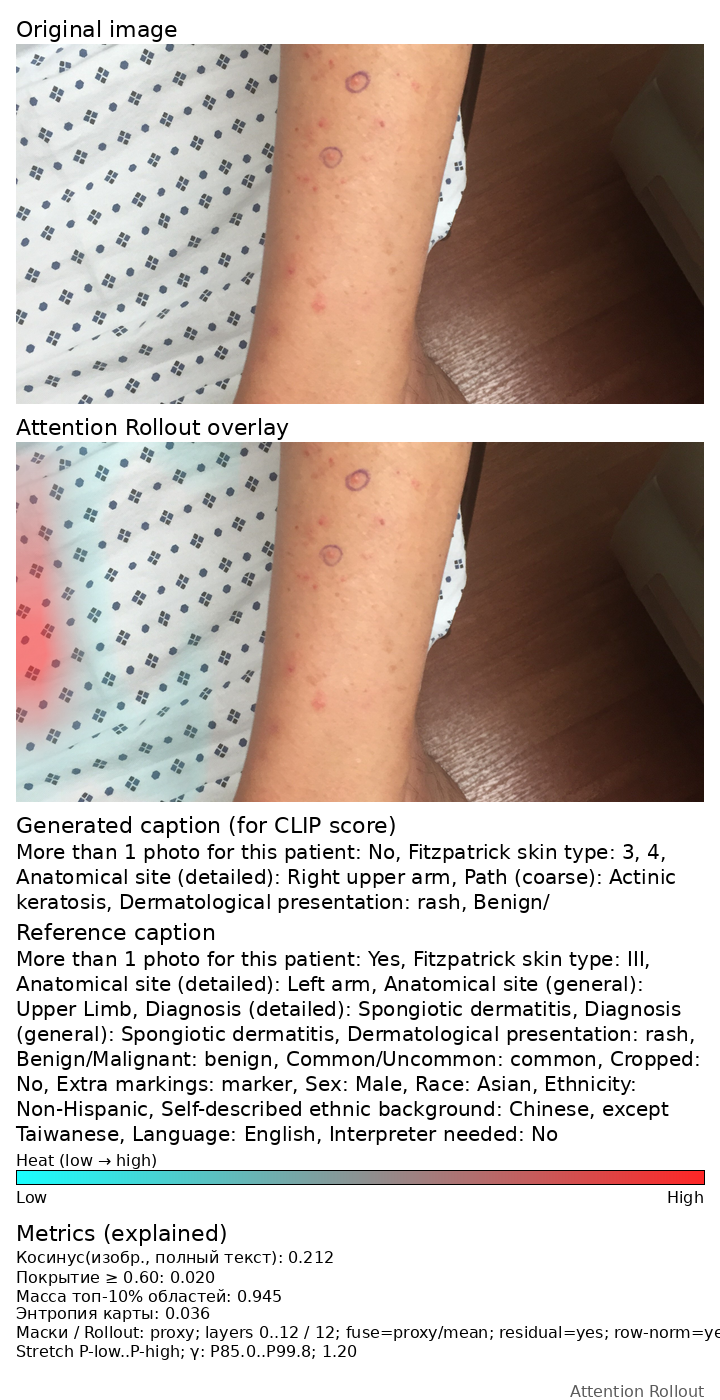 Original image
Attention Rollout overlay
Generated caption (for CLIP score)
More than 1 photo for this patient: No, Fitzpatrick skin type: 3, 4,
Anatomical site (detailed): Right upper arm, Path (coarse): Actinic
keratosis, Dermatological presentation: rash, Benign/
Reference caption
More than 1 photo for this patient: Yes, Fitzpatrick skin type: III,
Anatomical site (detailed): Left arm, Anatomical site (general):
Upper Limb, Diagnosis (detailed): Spongiotic dermatitis, Diagnosis
(general): Spongiotic dermatitis, Dermatological presentation: rash,
Benign/Malignant: benign, Common/Uncommon: common, Cropped:
No, Extra markings: marker, Sex: Male, Race: Asian, Ethnicity:
Non-Hispanic, Self-described ethnic background: Chinese, except
Taiwanese, Language: English, Interpreter needed: No
Heat (low → high)
Low High
Metrics (explained)
Косинус(изобр., полный текст): 0.212
Покрытие ≥ 0.60: 0.020
Масса топ-10% областей: 0.945
Энтропия карты: 0.036
Маски / Rollout: proxy; layers 0..12 / 12; fuse=proxy/mean; residual=yes; row-norm=ye
Stretch P-low..P-high; γ: P85.0..P99.8; 1.20
Attention Rollout